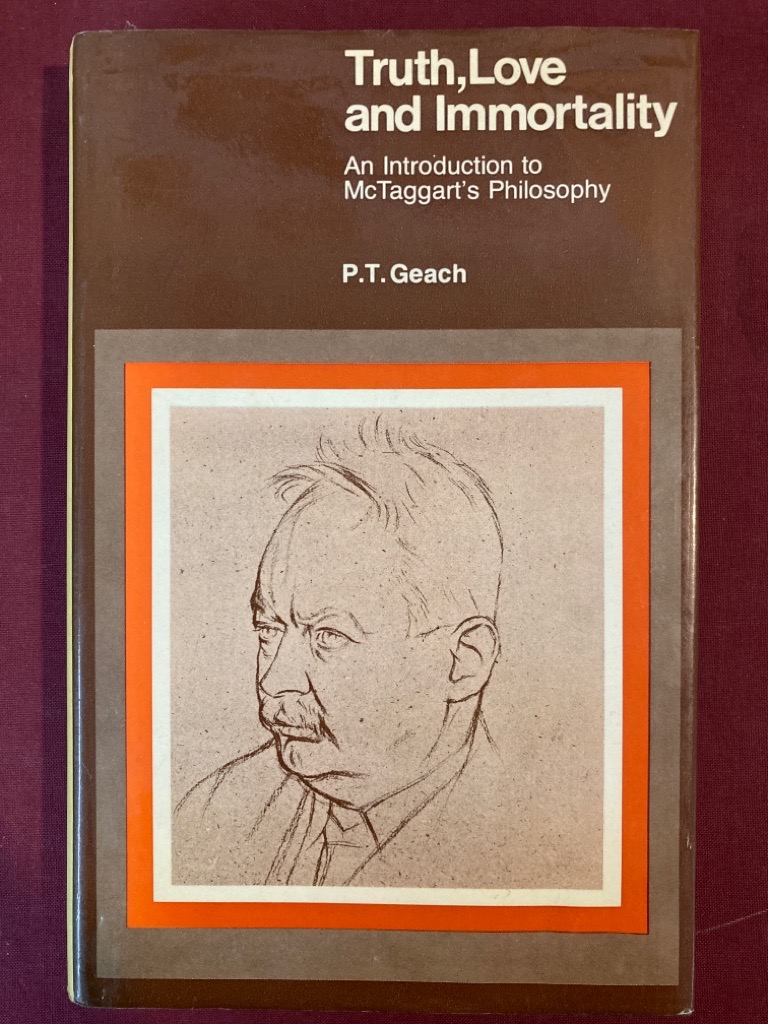 Truth,Love
and Immortality
An Introduction to
McTaggart's Philosophy
P.T. Geach